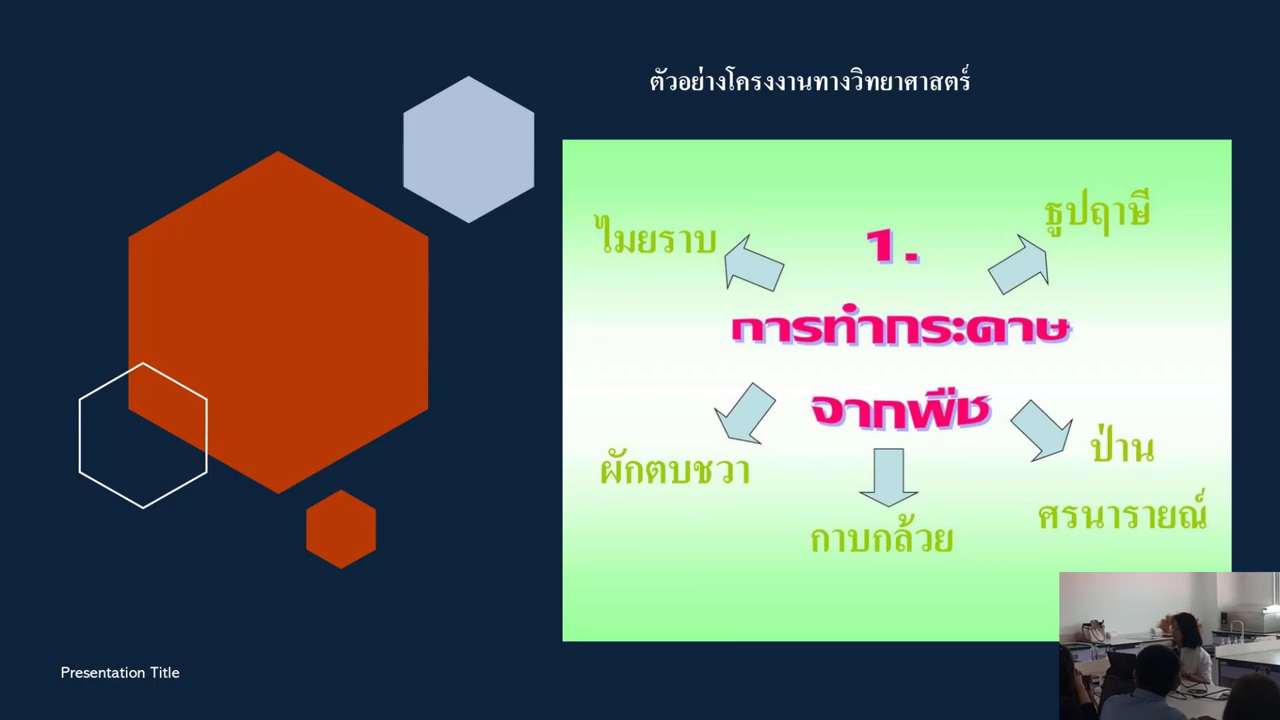 ตัวอย่างโครงงานทางวิทยาศาสตร์
ไมยราบ
1.
ธูปฤาษี
การทำกระดาษ
จากพืช
ผักตบชวา
กาบกล้วย
ป่าน
ศรนารายณ์
Presentation Title